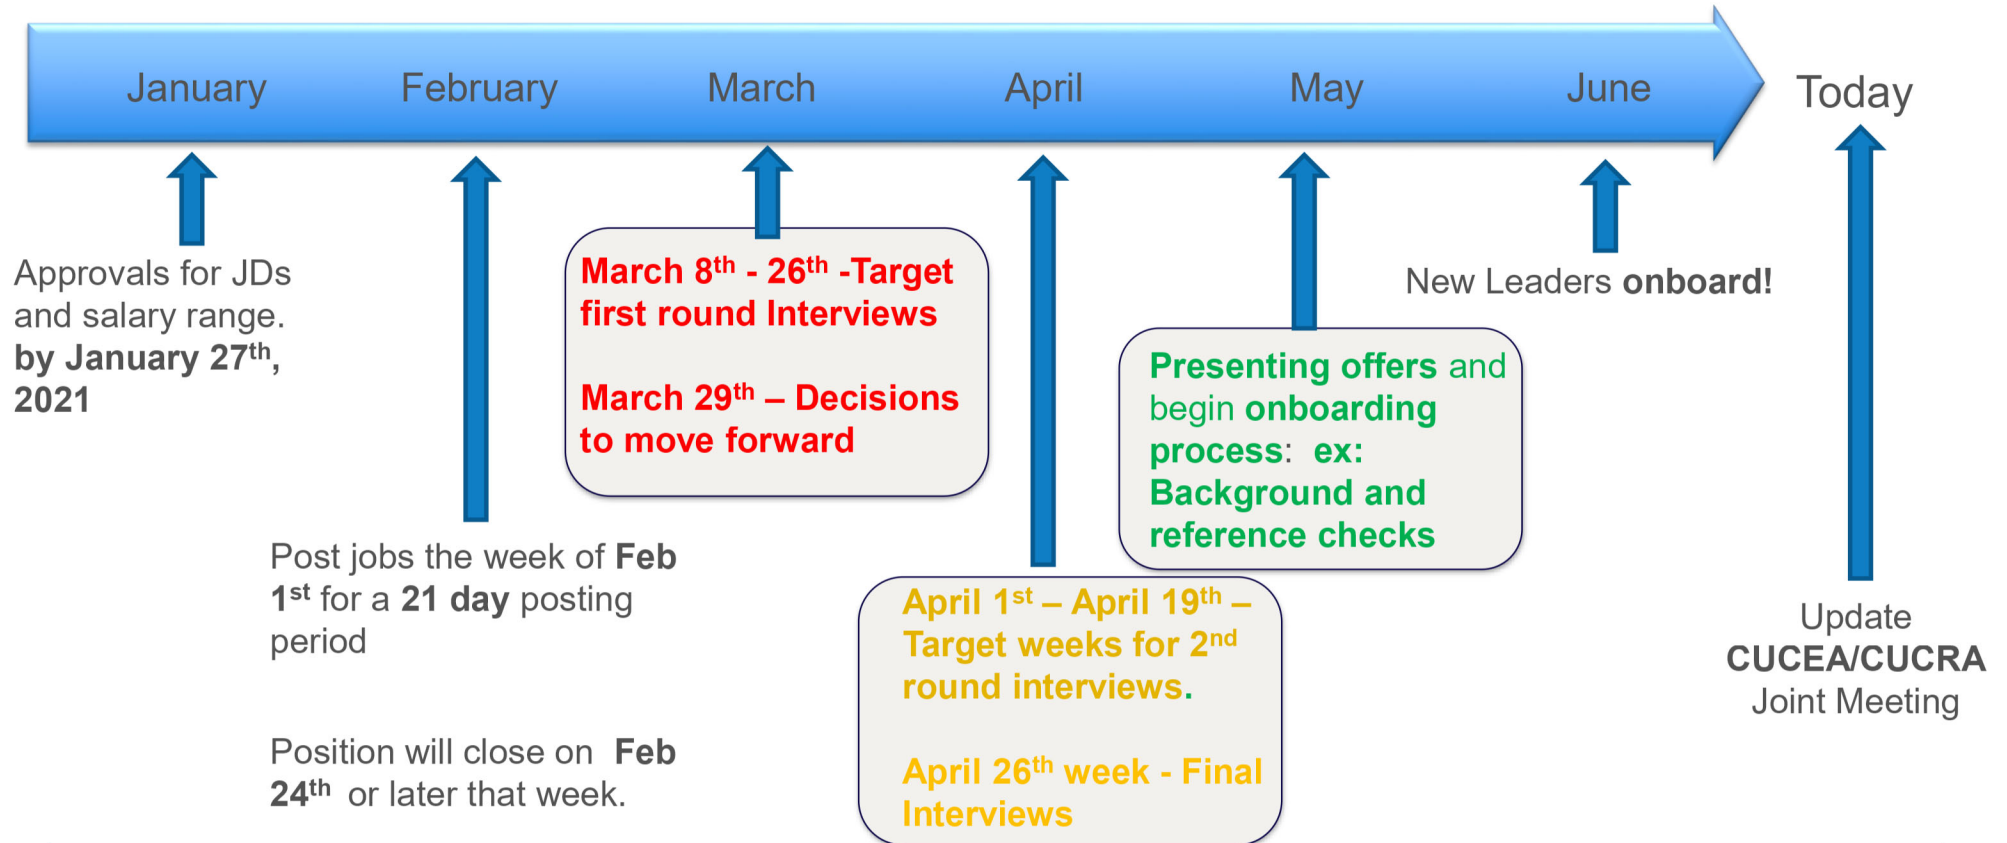 January
February
March
April
May
June
Today
Approvals for JDs
and salary range.
by January 27th,
2021
Post jobs the week of Feb
1st for a 21 day posting
period
Position will close on Feb
24th or later that week.
March 8th - 26th -Target
first round Interviews
March 29th – Decisions
to move forward
April 1st – April 19th –
Target weeks for 2nd
round interviews.
April 26th week - Final
Interviews
Presenting offers and
begin onboarding
process: ex:
Background and
reference checks
New Leaders onboard!
Update
CUCEA/CUCRA
Joint Meeting